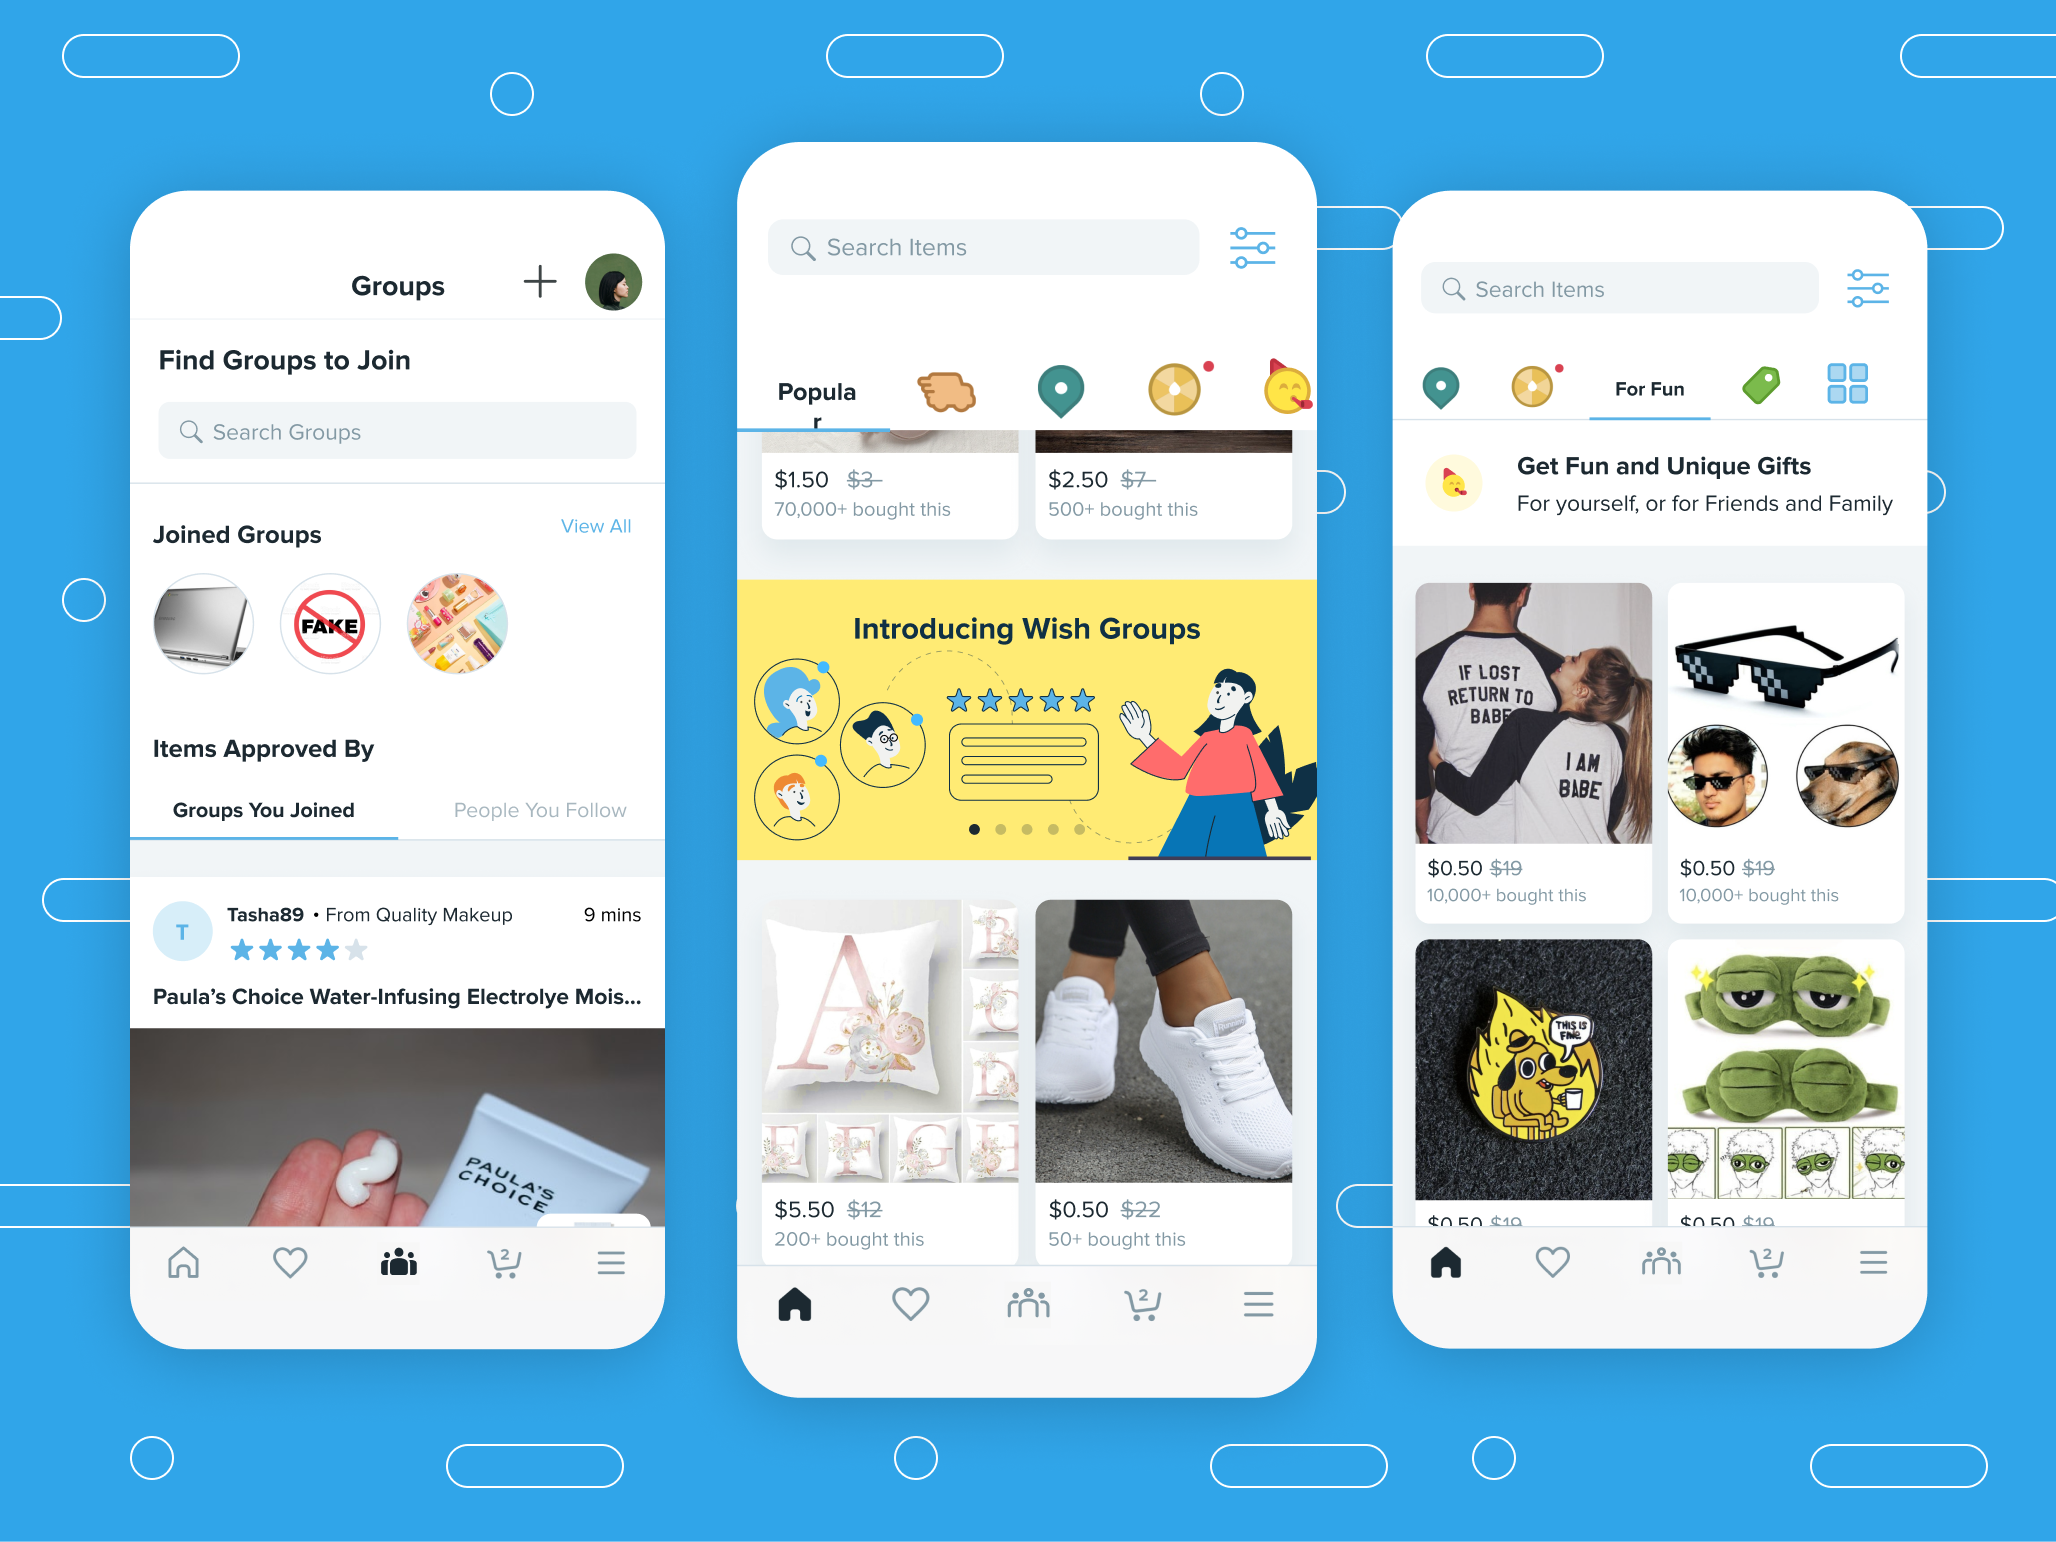 Groups
Find Groups to Join
Search Groups
Joined Groups
View All
FAKE
Items Approved By
Groups You Joined
People You Follow
T
Tasha89 • From Quality Makeup
9 mins
Paula's Choice Water-Infusing Electrolye Mois...
PAULA'S
CHOICE
2
Search Items
Popula
r
$1.50 $3
70,000+ bought this
$2.50 $7
500+ bought this
Introducing Wish Groups
A
B
C
D
E
F
G
H
Running
$5.50 $12
200+ bought this
$0.50 $22
50+ bought this
2
Search Items
For Fun
Get Fun and Unique Gifts
For yourself, or for Friends and Family
IF LOST
RETURN TO
BABE
I AM
BABE
$0.50 $19
10,000+ bought this
$0.50 $19
10,000+ bought this
THIS IS
FINE
$0.50 $19
$0.50 $19
2